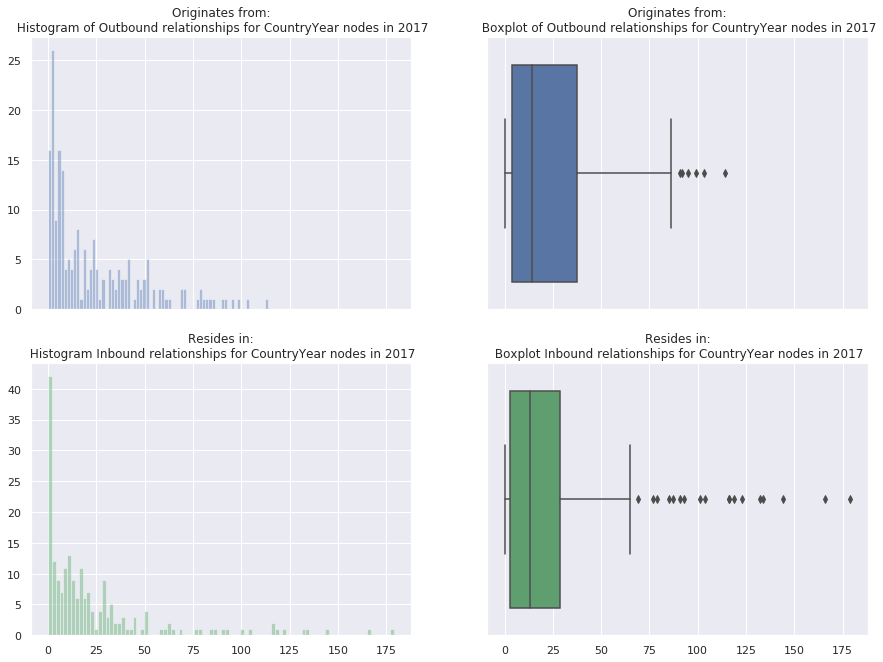 Originates from:
Histogram of Outbound relationships for CountryYear nodes in 2017
25
20
15
10
5
0
Originates from:
Boxplot of Outbound relationships for CountryYear nodes in 2017
Resides in:
Histogram Inbound relationships for CountryYear nodes in 2017
40
35
30
25
20
15
10
5
0
0 25 50 75 100 125 150 175
Resides in:
Boxplot Inbound relationships for CountryYear nodes in 2017
0 25 50 75 100 125 150 175